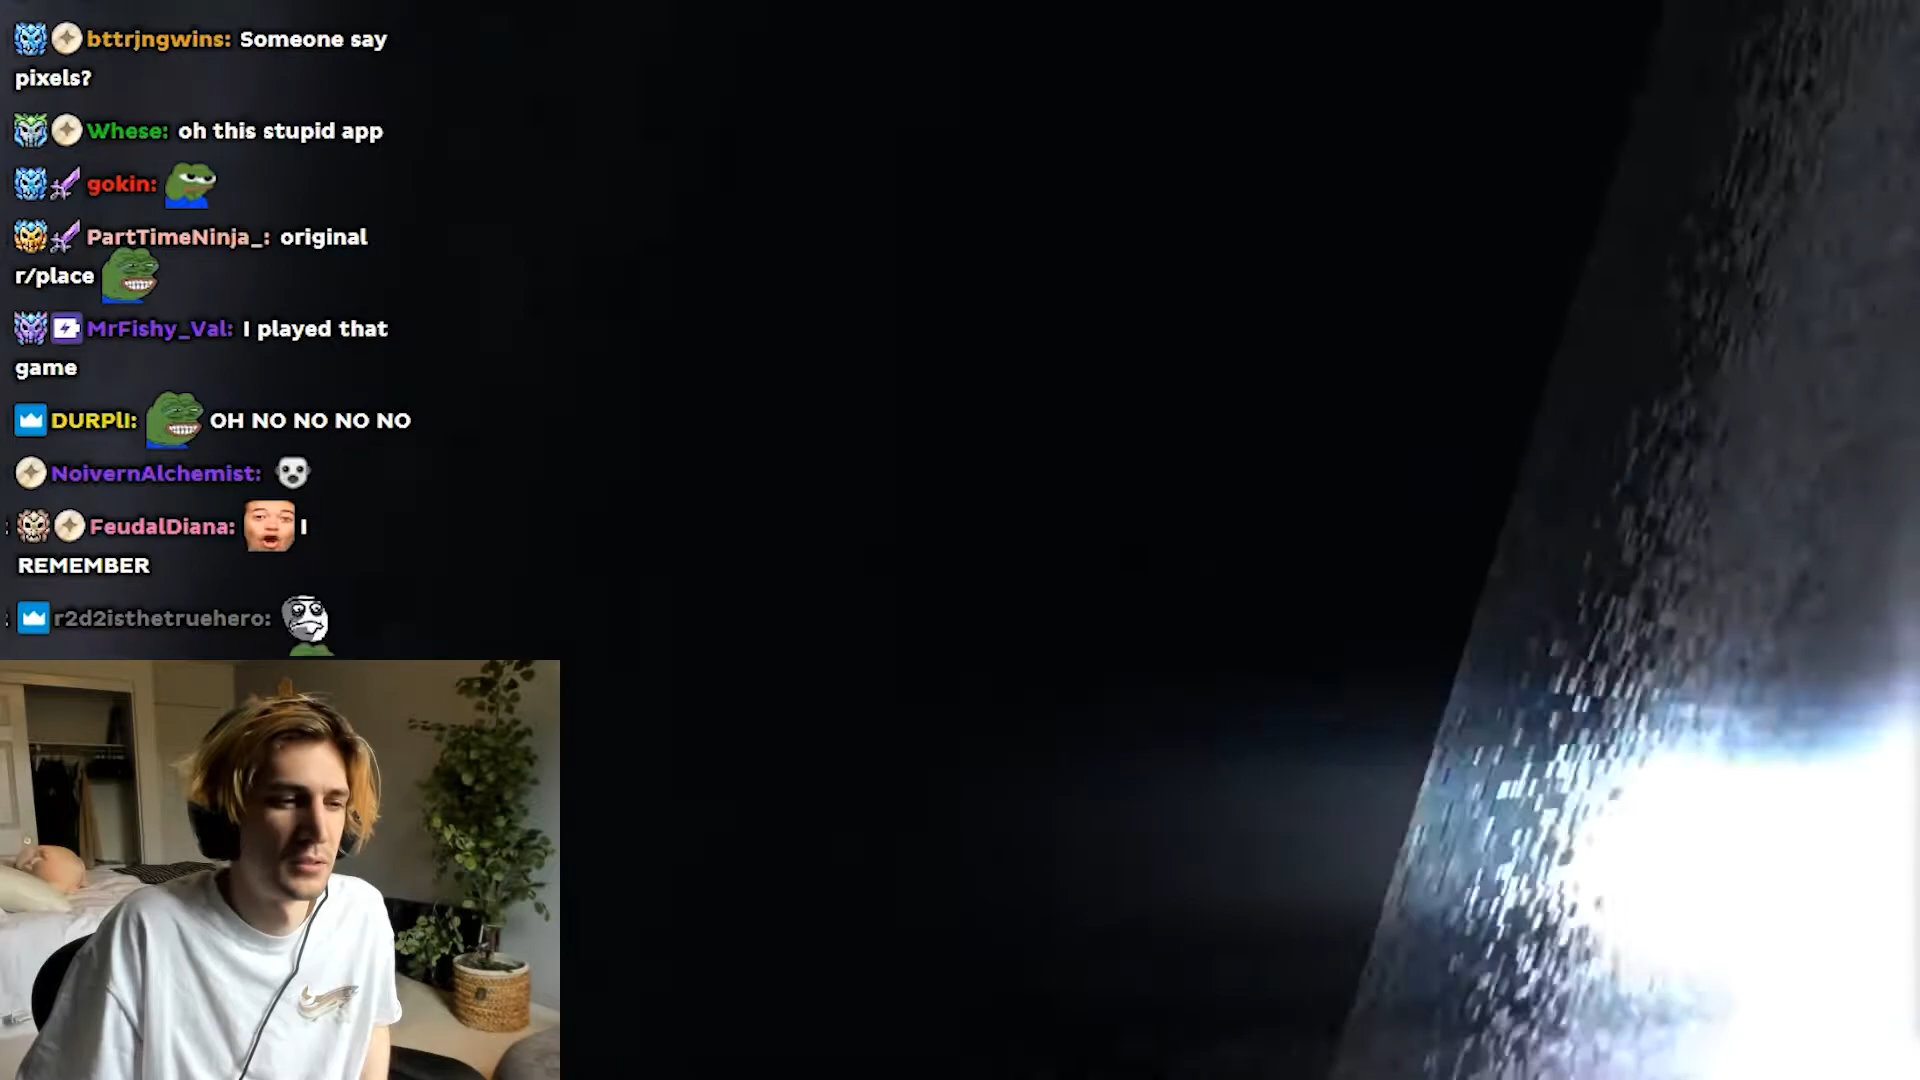 bttrjngwins: Someone say
pixels?
Whese: oh this stupid app
gokin:
PartTimeNinja_: original
r/place
MrFishy_Val: I played that
game
DURPlI: OH NO NO NO NO
NoivernAlchemist:
FeudalDiana: I
REMEMBER
r2d2isthetruehero: